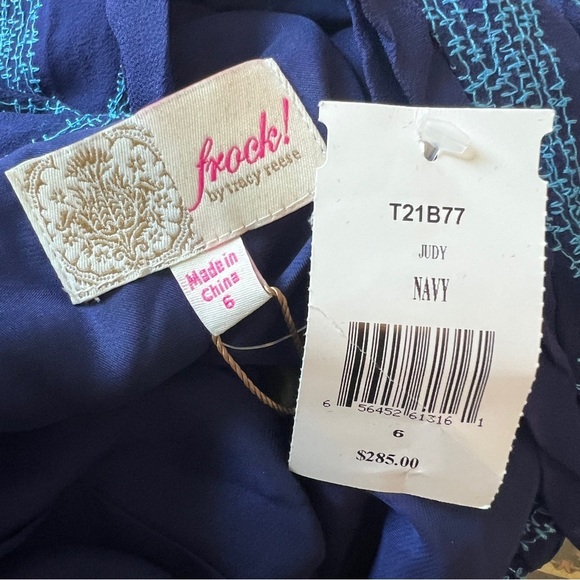 frock!
by tracy reese
Made in
China
6
T21B77
JUDY
NAVY
6 56452 61316 1
6
$285.00